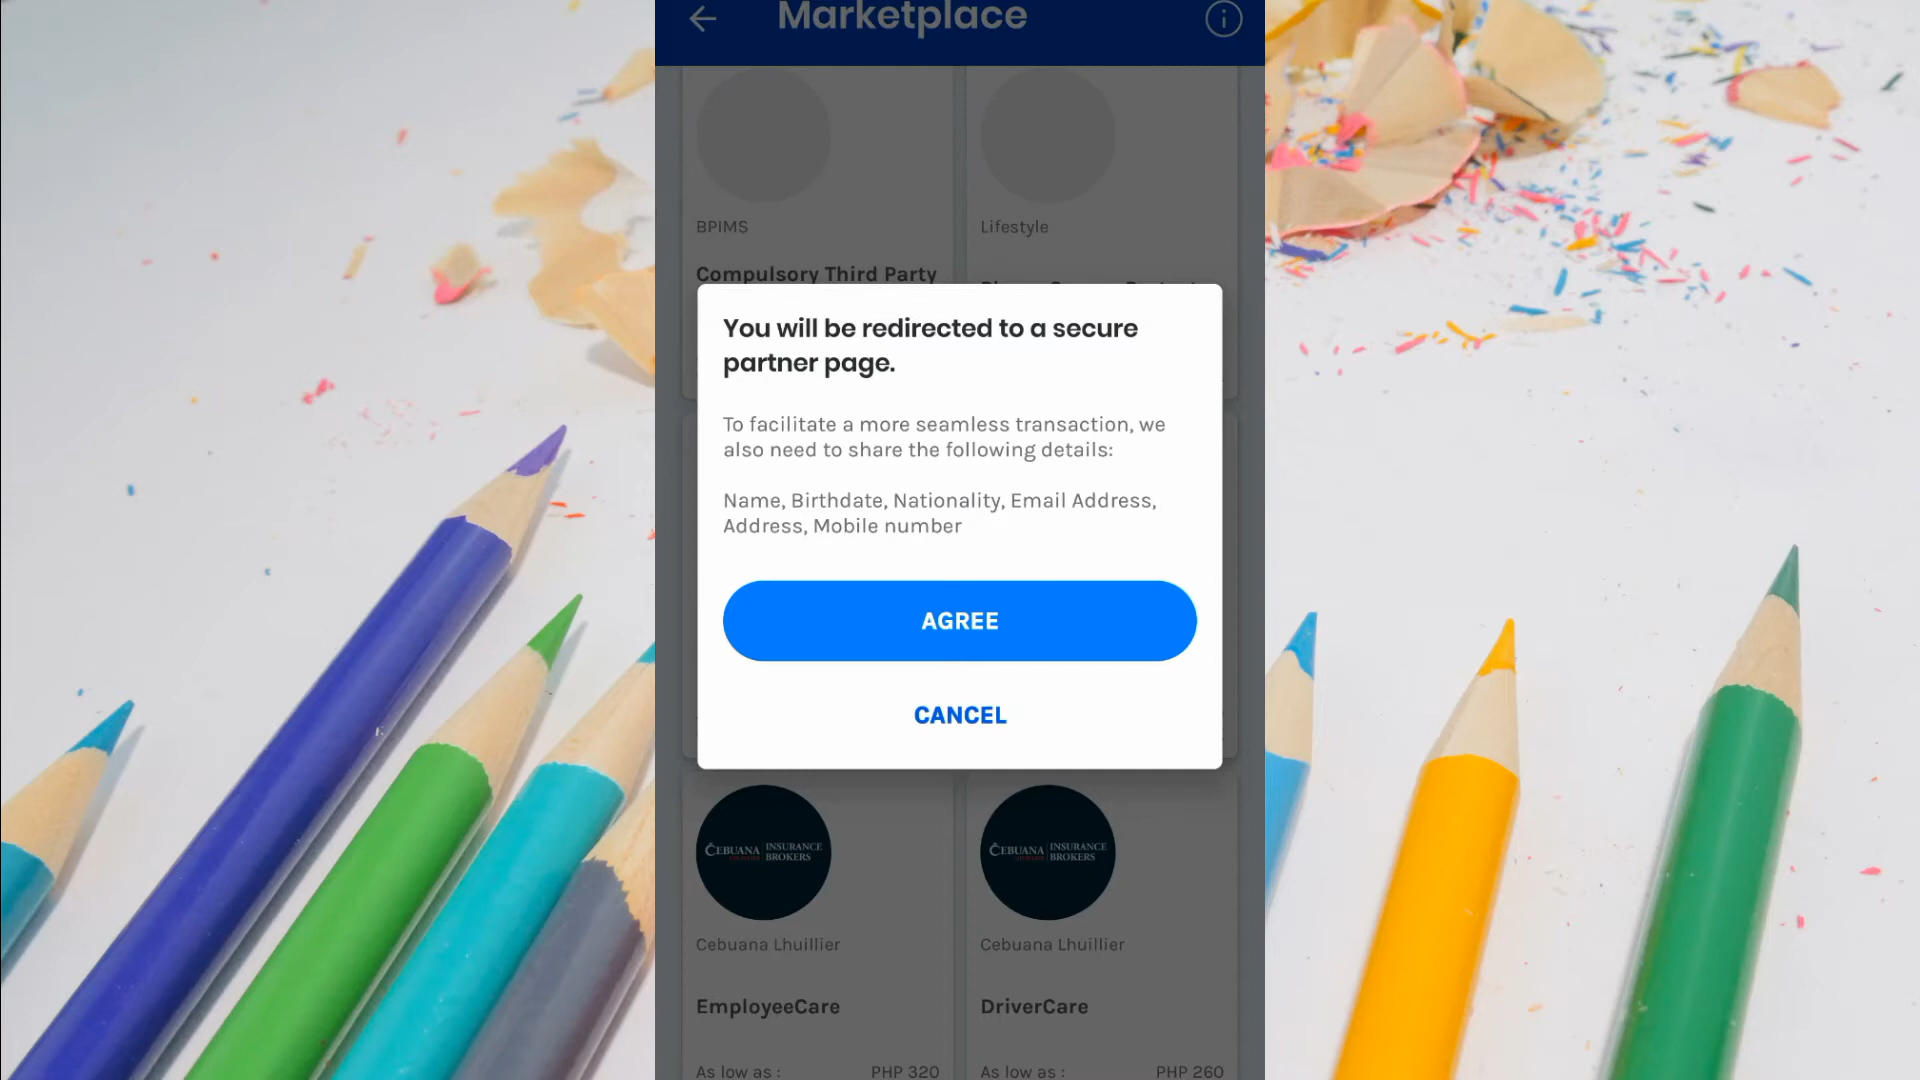 Marketplace
BPIMS
Lifestyle
Compulsory Third Party
You will be redirected to a secure
partner page.
To facilitate a more seamless transaction, we
also need to share the following details:
Name, Birthdate, Nationality, Email Address,
Address, Mobile number
AGREE
CANCEL
CEBUANA INSURANCE
BROKERS
CEBUANA INSURANCE
BROKERS
Cebuana Lhuillier
Cebuana Lhuillier
EmployeeCare
DriverCare
As low as : PHP 320
As low as : PHP 260